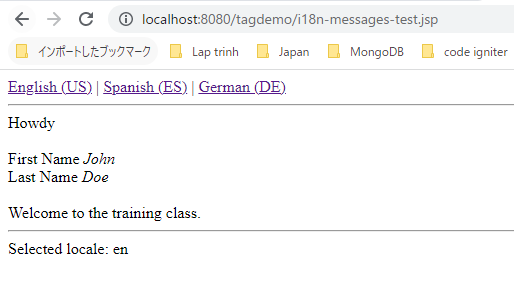 localhost:8080/tagdemo/i18n-messages-test.jsp
インポートしたブックマーク Lap trinh Japan MongoDB code igniter
English (US) | Spanish (ES) | German (DE)
Howdy
First Name John
Last Name Doe
Welcome to the training class.
Selected locale: en